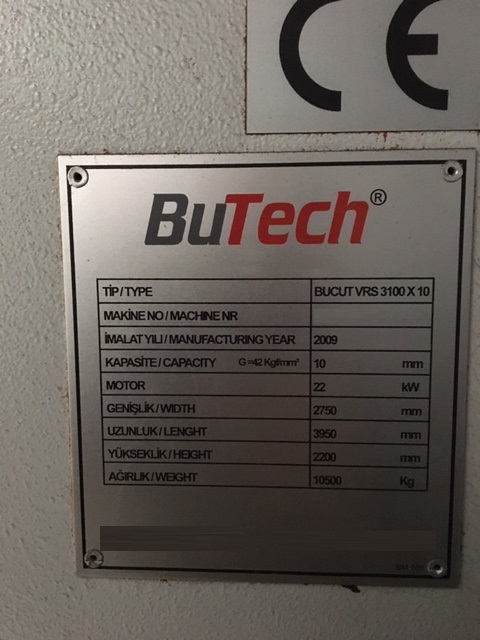 CE
BuTech®
TİP / TYPE BUCUT VRS 3100 X 10
MAKİNE NO / MACHINE NR
İMALAT YILI / MANUFACTURING YEAR 2009
KAPASİTE / CAPACITY G =42 Kgf/mm² 10 mm
MOTOR 22 kW
GENİŞLİK / WIDTH 2750 mm
UZUNLUK / LENGHT 3950 mm
YÜKSEKLİK / HEIGHT 2200 mm
AĞIRLIK / WEIGHT 10500 Kg